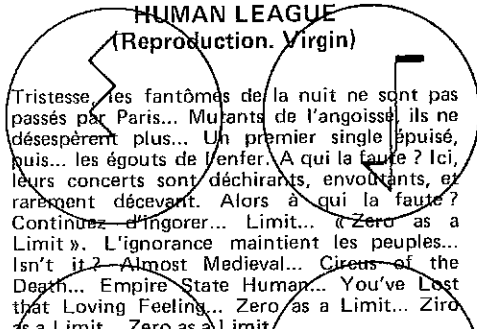 HUMAN LEAGUE
(Reproduction. Virgin)
Tristesse, les fantômes de la nuit ne sont pas
passés par Paris... Mutants de l'angoisse, ils ne
désespèrent plus... Un premier single épuisé,
puis... les égouts de l'enfer. A qui la faute ? Ici,
leurs concerts sont déchirants, envoutants, et
rarement décevant. Alors à qui la faute ?
Continuez d'ingorer... Limit... « Zero as a
Limit ». L'ignorance maintient les peuples...
Isn't it ? Almost Medieval... Circus of the
Death... Empire State Human... You've Lost
that Loving Feeling... Zero as a Limit... Ziro
as a Limit... Zero as a Limit